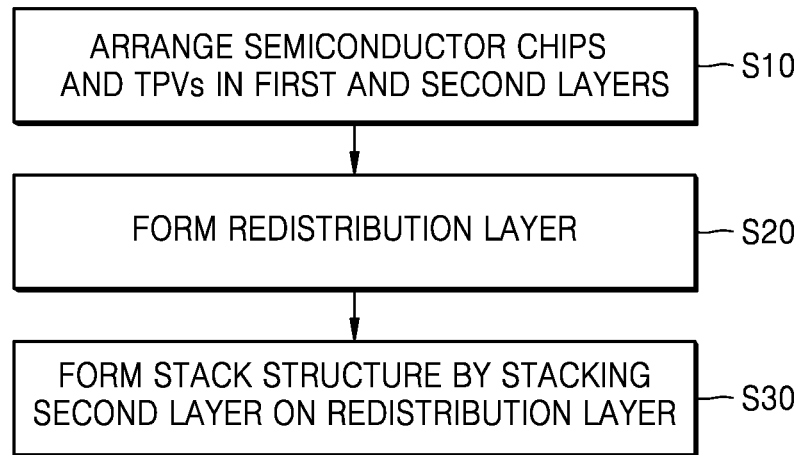 ARRANGE SEMICONDUCTOR CHIPS
AND TPVs IN FIRST AND SECOND LAYERS
S10
FORM REDISTRIBUTION LAYER
S20
FORM STACK STRUCTURE BY STACKING
SECOND LAYER ON REDISTRIBUTION LAYER
S30